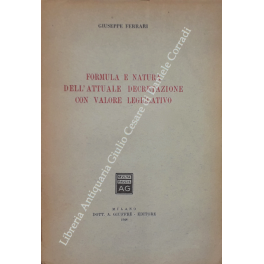 GIUSEPPE FERRARI
FORMULA E NATURA
DELL'ATTUALE DECRETAZIONE
CON VALORE LEGISLATIVO
AG
MILANO
DOTT. A. GIUFFRÈ - EDITORE
Libreria Antiquaria Giulio Cesare di Daniele Corradi